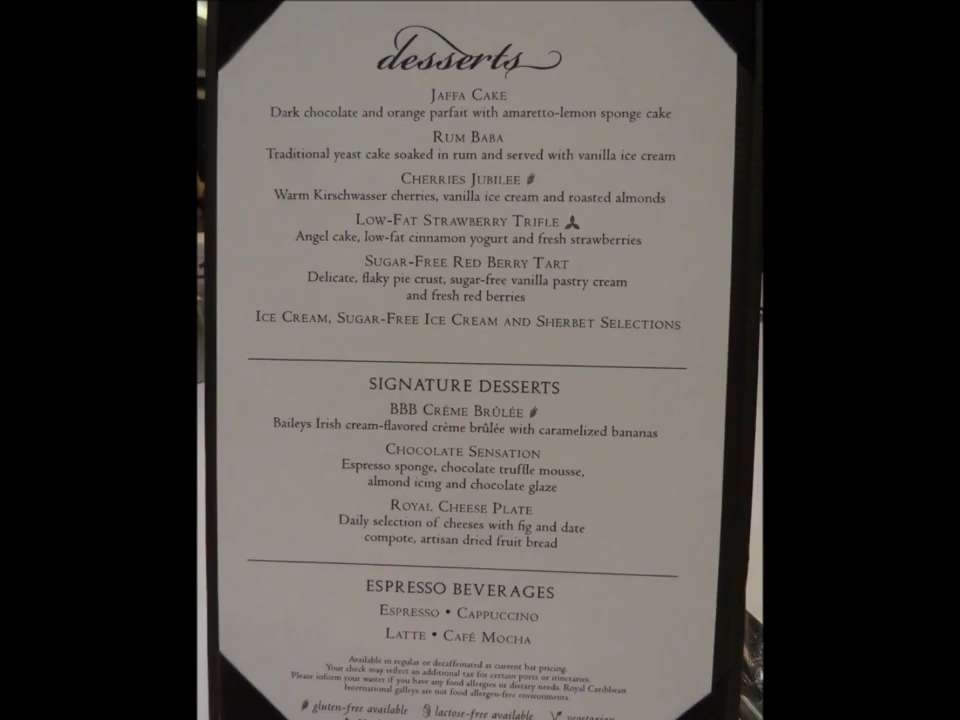 desserts
JAFFA CAKE
Dark chocolate and orange parfait with amaretto-lemon sponge cake
RUM BABA
Traditional yeast cake soaked in rum and served with vanilla ice cream
CHERRIES JUBILEE
Warm Kirschwasser cherries, vanilla ice cream and roasted almonds
LOW-FAT STRAWBERRY TRIFLE
Angel cake, low-fat cinnamon yogurt and fresh strawberries
SUGAR-FREE RED BERRY TART
Delicate, flaky pie crust, sugar-free vanilla pastry cream
and fresh red berries
ICE CREAM, SUGAR-FREE ICE CREAM AND SHERBET SELECTIONS
SIGNATURE DESSERTS
BBB CRÈME BRÛLÉE
Baileys Irish cream-flavored crème brûlée with caramelized bananas
CHOCOLATE SENSATION
Espresso sponge, chocolate truffle mousse,
almond icing and chocolate glaze
ROYAL CHEESE PLATE
Daily selection of cheeses with fig and date
compote, artisan dried fruit bread
ESPRESSO BEVERAGES
ESPRESSO • CAPPUCCINO
LATTE • CAFÉ MOCHA
Available in regular or decaffeinated at current bar pricing.
Your check may reflect an additional tax for certain ports or itineraries.
Please inform your waiter if you have any food allergies or dietary needs. Royal Caribbean
International galleys are not food allergen-free environments.
gluten-free available lactose-free available vegetarian